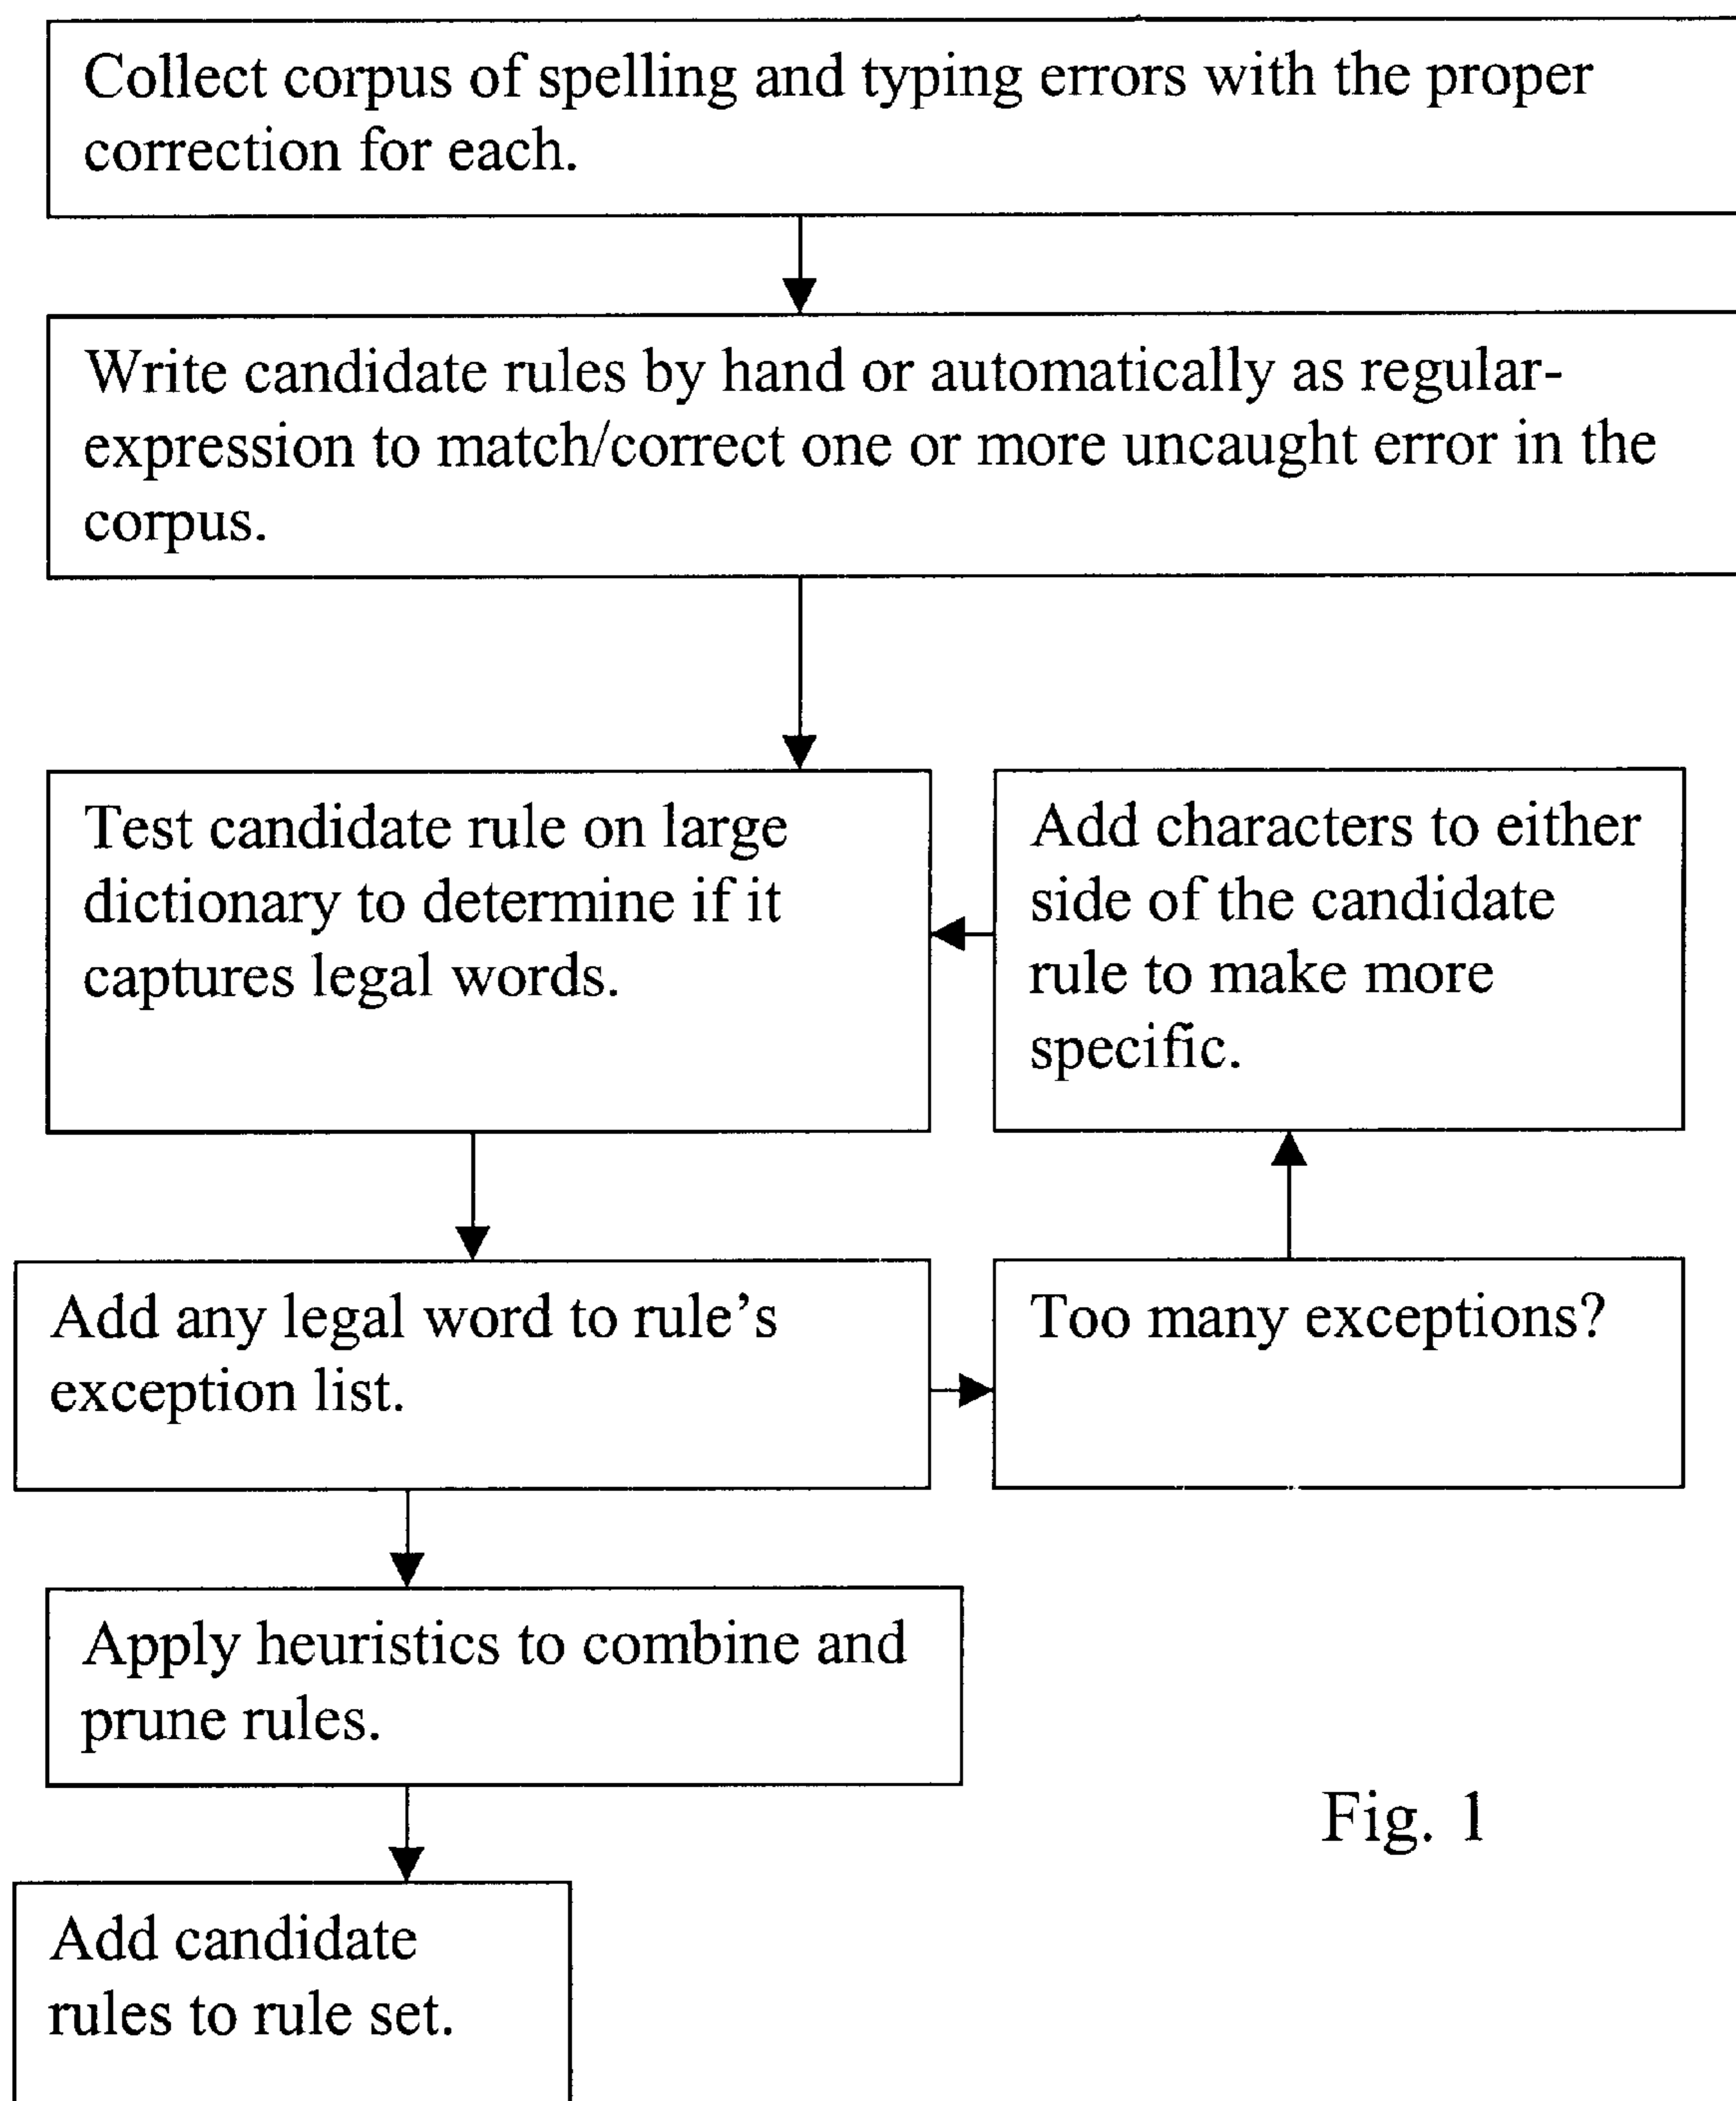 Collect corpus of spelling and typing errors with the proper
correction for each.
Write candidate rules by hand or automatically as regular-
expression to match/correct one or more uncaught error in the
corpus.
Test candidate rule on large
dictionary to determine if it
captures legal words.
Add characters to either
side of the candidate
rule to make more
specific.
Add any legal word to rule’s
exception list.
Too many exceptions?
Apply heuristics to combine and
prune rules.
Fig. 1
Add candidate
rules to rule set.